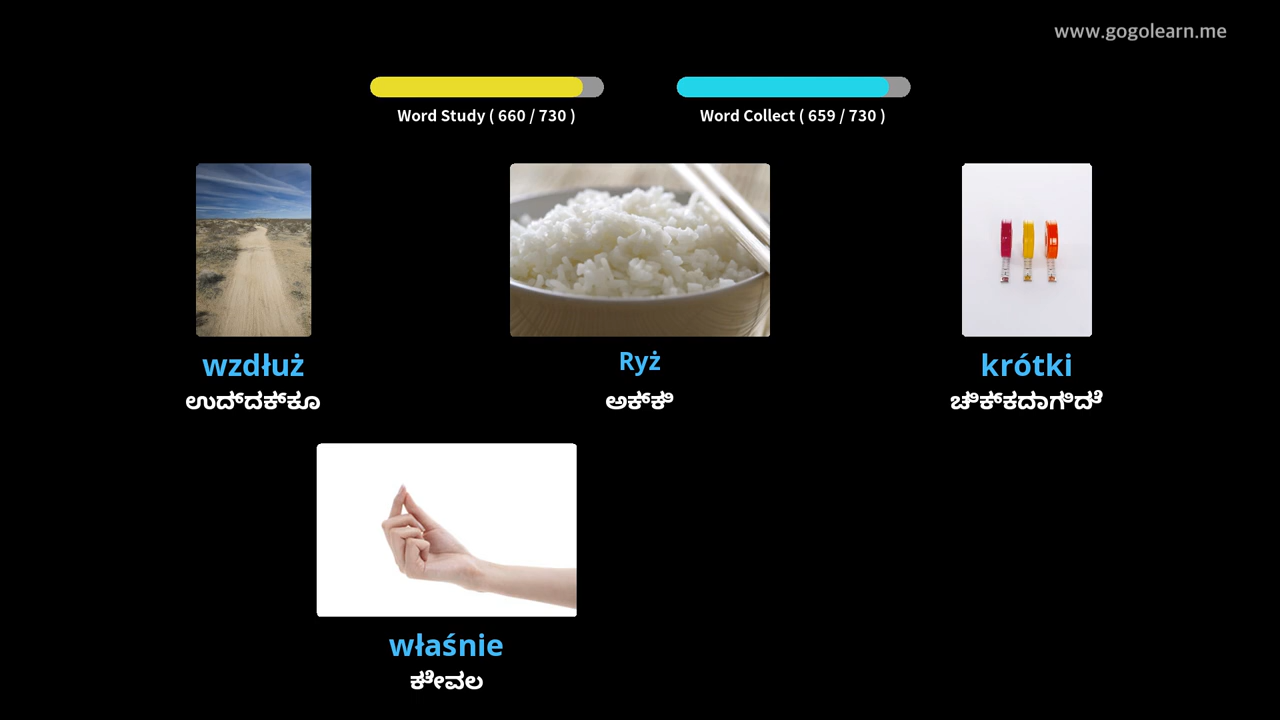 www.gogolearn.me
Word Study ( 660 / 730 )
Word Collect ( 659 / 730 )
wzdłuż
ಉದ್ದಕ್ಕೂ
Ryż
ಅಕ್ಕಿ
krótki
ಚಿಕ್ಕದಾಗಿದೆ
właśnie
ಕೇವಲ